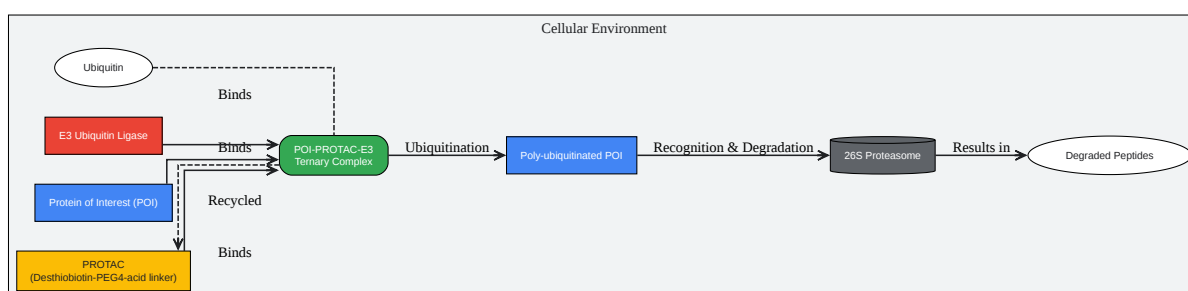 Cellular Environment
Ubiquitin
Binds
E3 Ubiquitin Ligase
Binds
POI-PROTAC-E3
Ternary Complex
Ubiquitination
Poly-ubiquitinated POI
Recognition & Degradation
26S Proteasome
Results in
Degraded Peptides
Protein of Interest (POI)
Recycled
Binds
PROTAC
(Desthiobiotin-PEG4-acid linker)